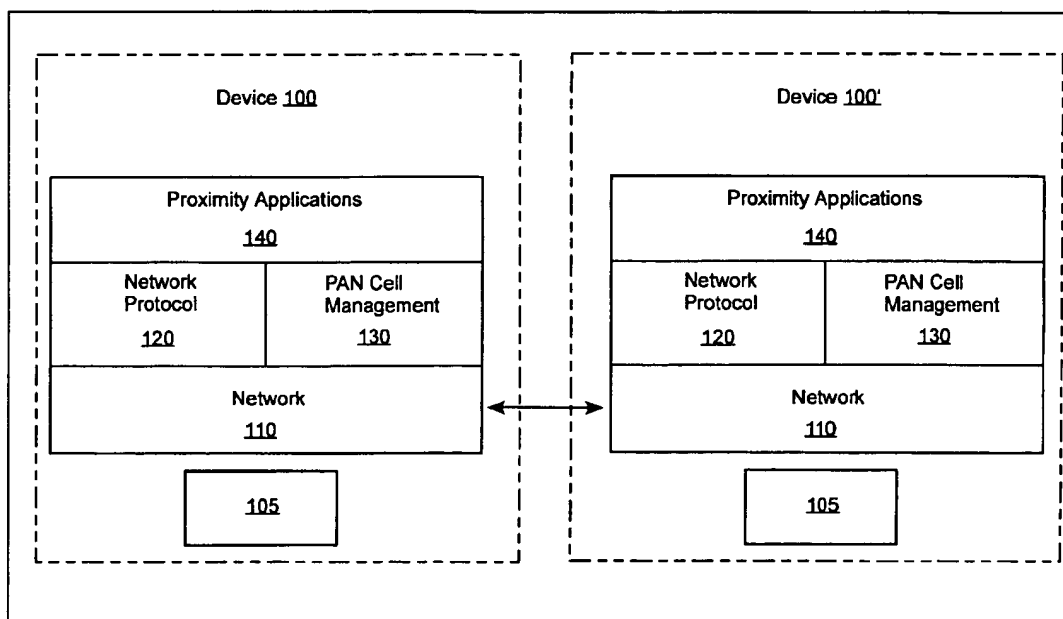 Device 100
Proximity Applications
140
Network
Protocol
120
PAN Cell
Management
130
Network
110
105
Device 100'
Proximity Applications
140
Network
Protocol
120
PAN Cell
Management
130
Network
110
105